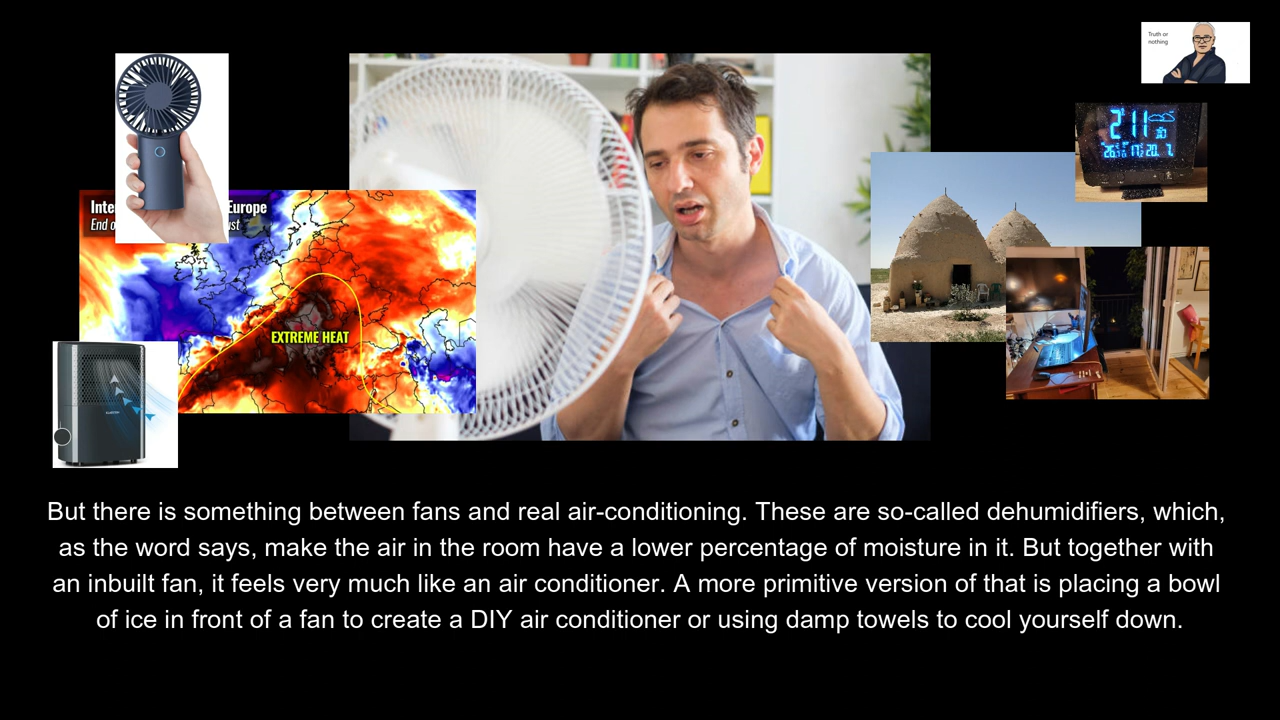 Truth or
nothing
2:11
Inte
Europe
End o
ust
EXTREME HEAT
But there is something between fans and real air-conditioning. These are so-called dehumidifiers, which,
as the word says, make the air in the room have a lower percentage of moisture in it. But together with
an inbuilt fan, it feels very much like an air conditioner. A more primitive version of that is placing a bowl
of ice in front of a fan to create a DIY air conditioner or using damp towels to cool yourself down.